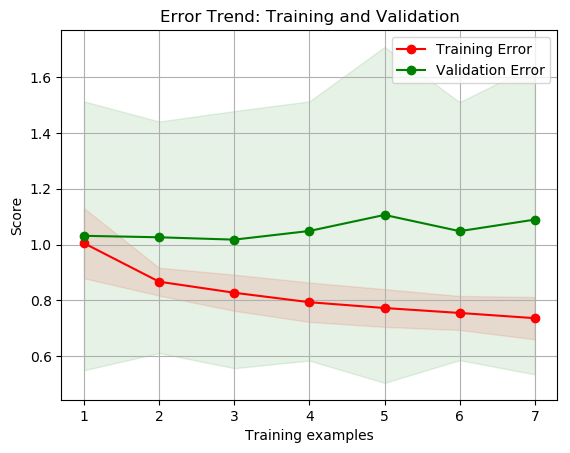 Error Trend: Training and Validation
Training Error
Validation Error
1.6
1.4
1.2
1.0
0.8
0.6
Score
1 2 3 4 5 6 7
Training examples